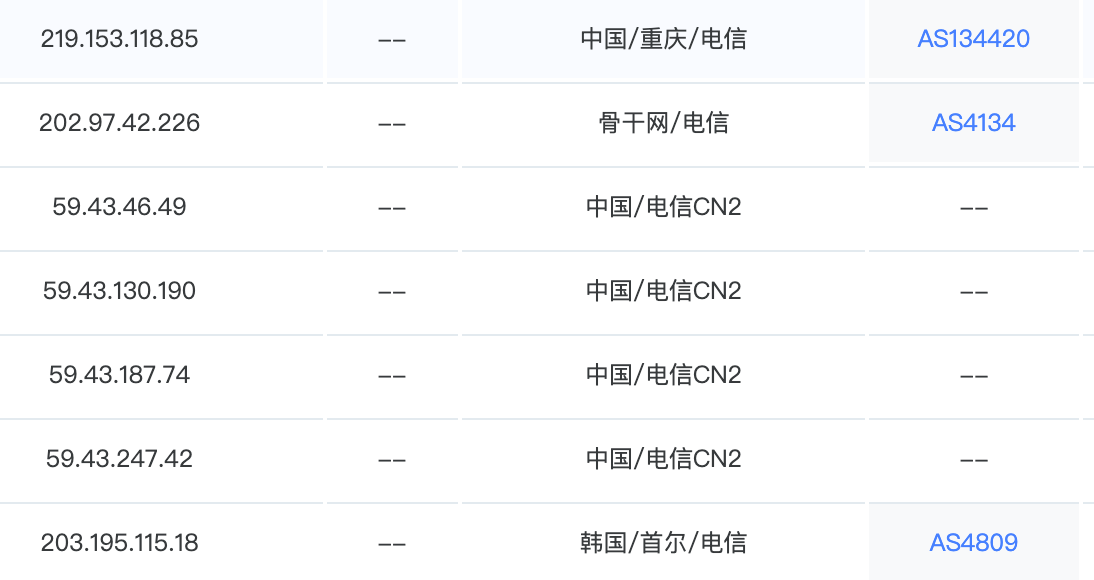 219.153.118.85 -- 中国/重庆/电信 AS134420
202.97.42.226 -- 骨干网/电信 AS4134
59.43.46.49 -- 中国/电信CN2 --
59.43.130.190 -- 中国/电信CN2 --
59.43.187.74 -- 中国/电信CN2 --
59.43.247.42 -- 中国/电信CN2 --
203.195.115.18 -- 韩国/首尔/电信 AS4809